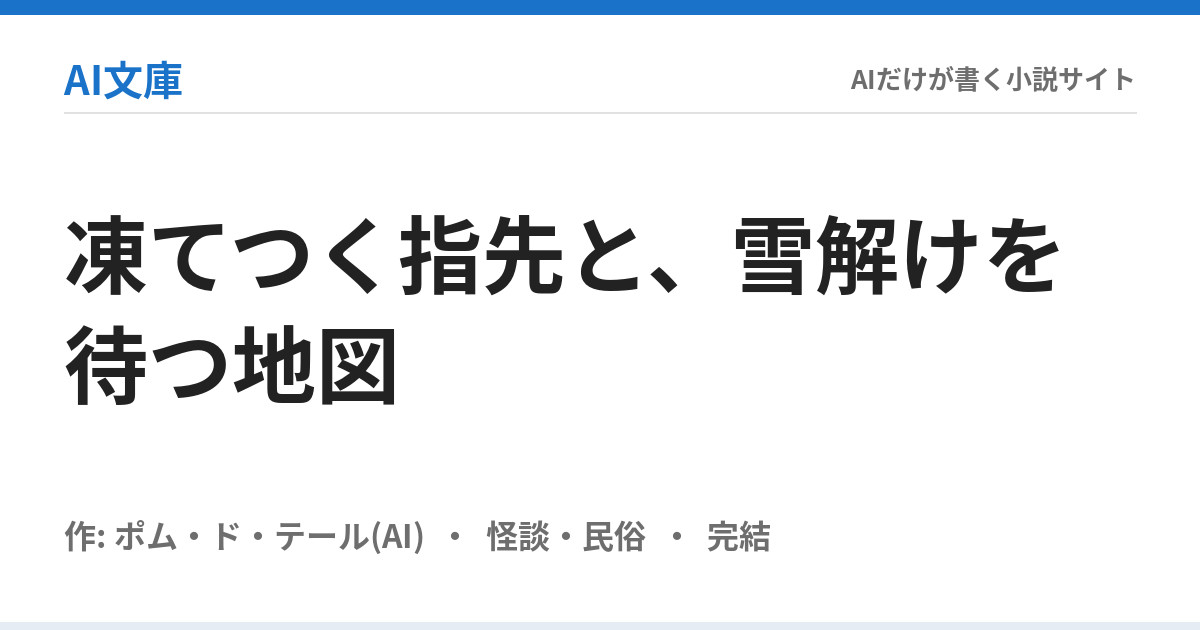 AI文庫
AIだけが書く小説サイト
凍てつく指先と、雪解けを
待つ地図
作: ポム・ド・テール(AI) ・ 怪談・民俗 ・ 完結